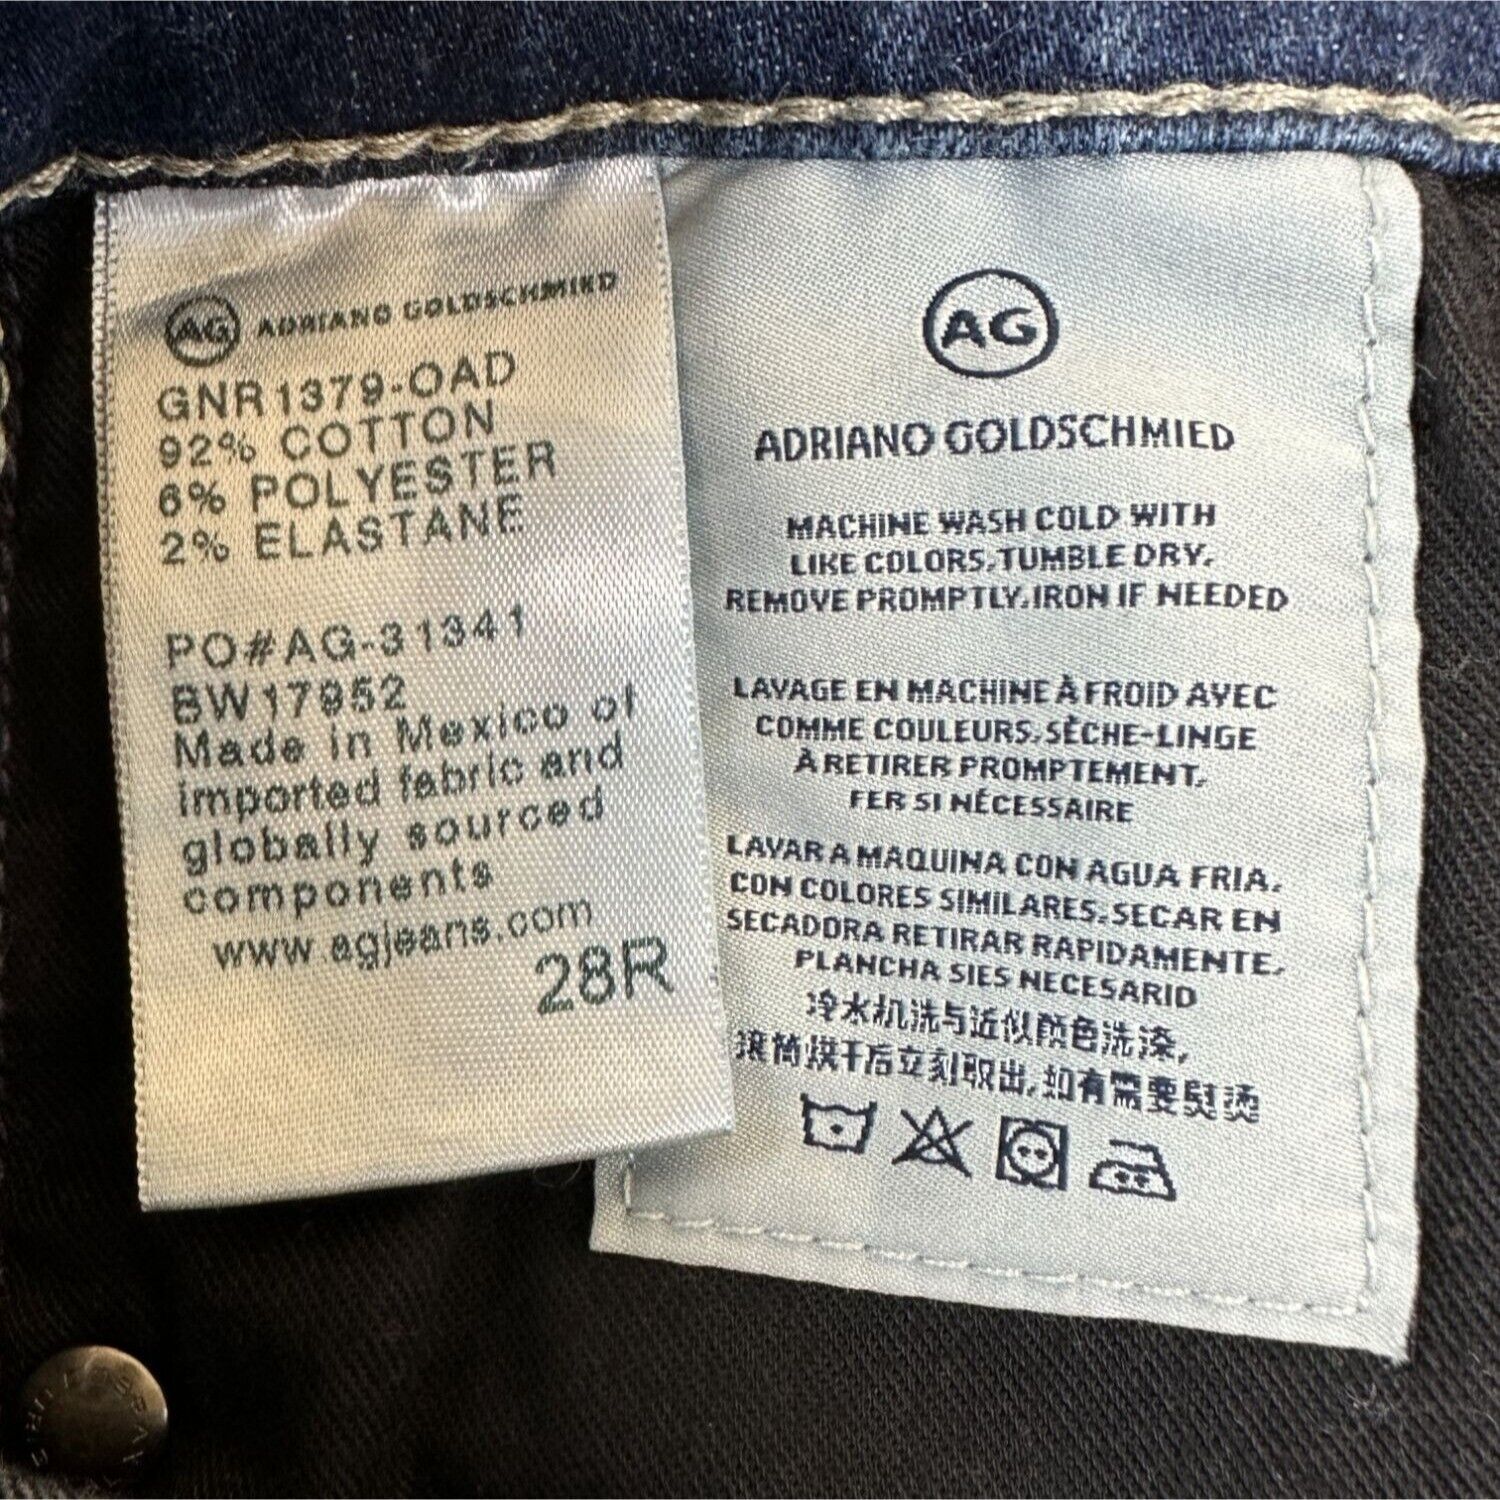 AG ADRIANO GOLDSCHMIED
GNR1379-OAD
92% COTTON
6% POLYESTER
2% ELASTANE
PO#AG-31341
BW17952
Made in Mexico of
imported fabric and
globally sourced
components
www.agjeans.com
28R
AG
ADRIANO GOLDSCHMIED
MACHINE WASH COLD WITH
LIKE COLORS, TUMBLE DRY,
REMOVE PROMPTLY, IRON IF NEEDED
LAVAGE EN MACHINE À FROID AVEC
COMME COULEURS, SÈCHE-LINGE
À RETIRER PROMPTEMENT,
FER SI NÉCESSAIRE
LAVAR A MAQUINA CON AGUA FRIA,
CON COLORES SIMILARES, SECAR EN
SECADORA RETIRAR RAPIDAMENTE,
PLANCHA SIES NECESARIO
冷水机洗与近似颜色洗涤,
滚筒烘干后立刻取出,如有需要熨烫